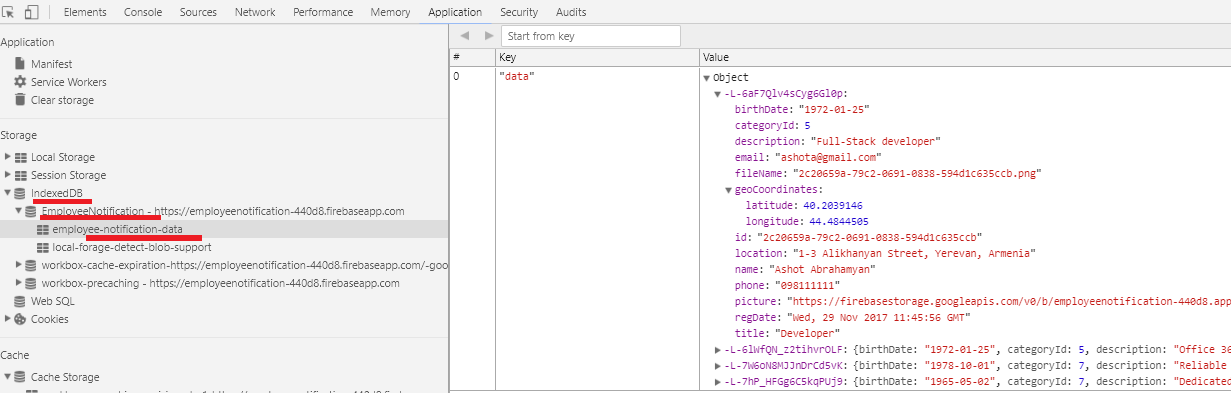 Elements Console Sources Network Performance Memory Application Security Audits
Application
Manifest
Service Workers
Clear storage
Storage
Local Storage
Session Storage
IndexedDB
EmployeeNotification - https://employeenotification-440d8.firebaseapp.com
employee-notification-data
local-forage-detect-blob-support
workbox-cache-expiration-https://employeenotification-440d8.firebaseapp.com/-goo
workbox-precaching - https://employeenotification-440d8.firebaseapp.com
Web SQL
Cookies
Cache
Cache Storage
Start from key
# Key Value
0 "data" Object
-L-6aF7Qlv4sCyg6Gl0p:
birthDate: "1972-01-25"
categoryId: 5
description: "Full-Stack developer"
email: "ashota@gmail.com"
fileName: "2c20659a-79c2-0691-0838-594d1c635ccb.png"
geoCoordinates:
latitude: 40.2039146
longitude: 44.4844505
id: "2c20659a-79c2-0691-0838-594d1c635ccb"
location: "1-3 Alikhanyan Street, Yerevan, Armenia"
name: "Ashot Abrahamyan"
phone: "098111111"
picture: "https://firebasestorage.googleapis.com/v0/b/employeenotification-440d8.app
regDate: "Wed, 29 Nov 2017 11:45:56 GMT"
title: "Developer"
-L-6lWfQN_z2tihvrOLF: {birthDate: "1972-01-25", categoryId: 5, description: "Office 36
-L-7W6oN8MJJnDrCd5vK: {birthDate: "1978-10-01", categoryId: 7, description: "Reliable
-L-7hP_HFGg6C5kqPUj9: {birthDate: "1965-05-02", categoryId: 7, description: "Dedicate